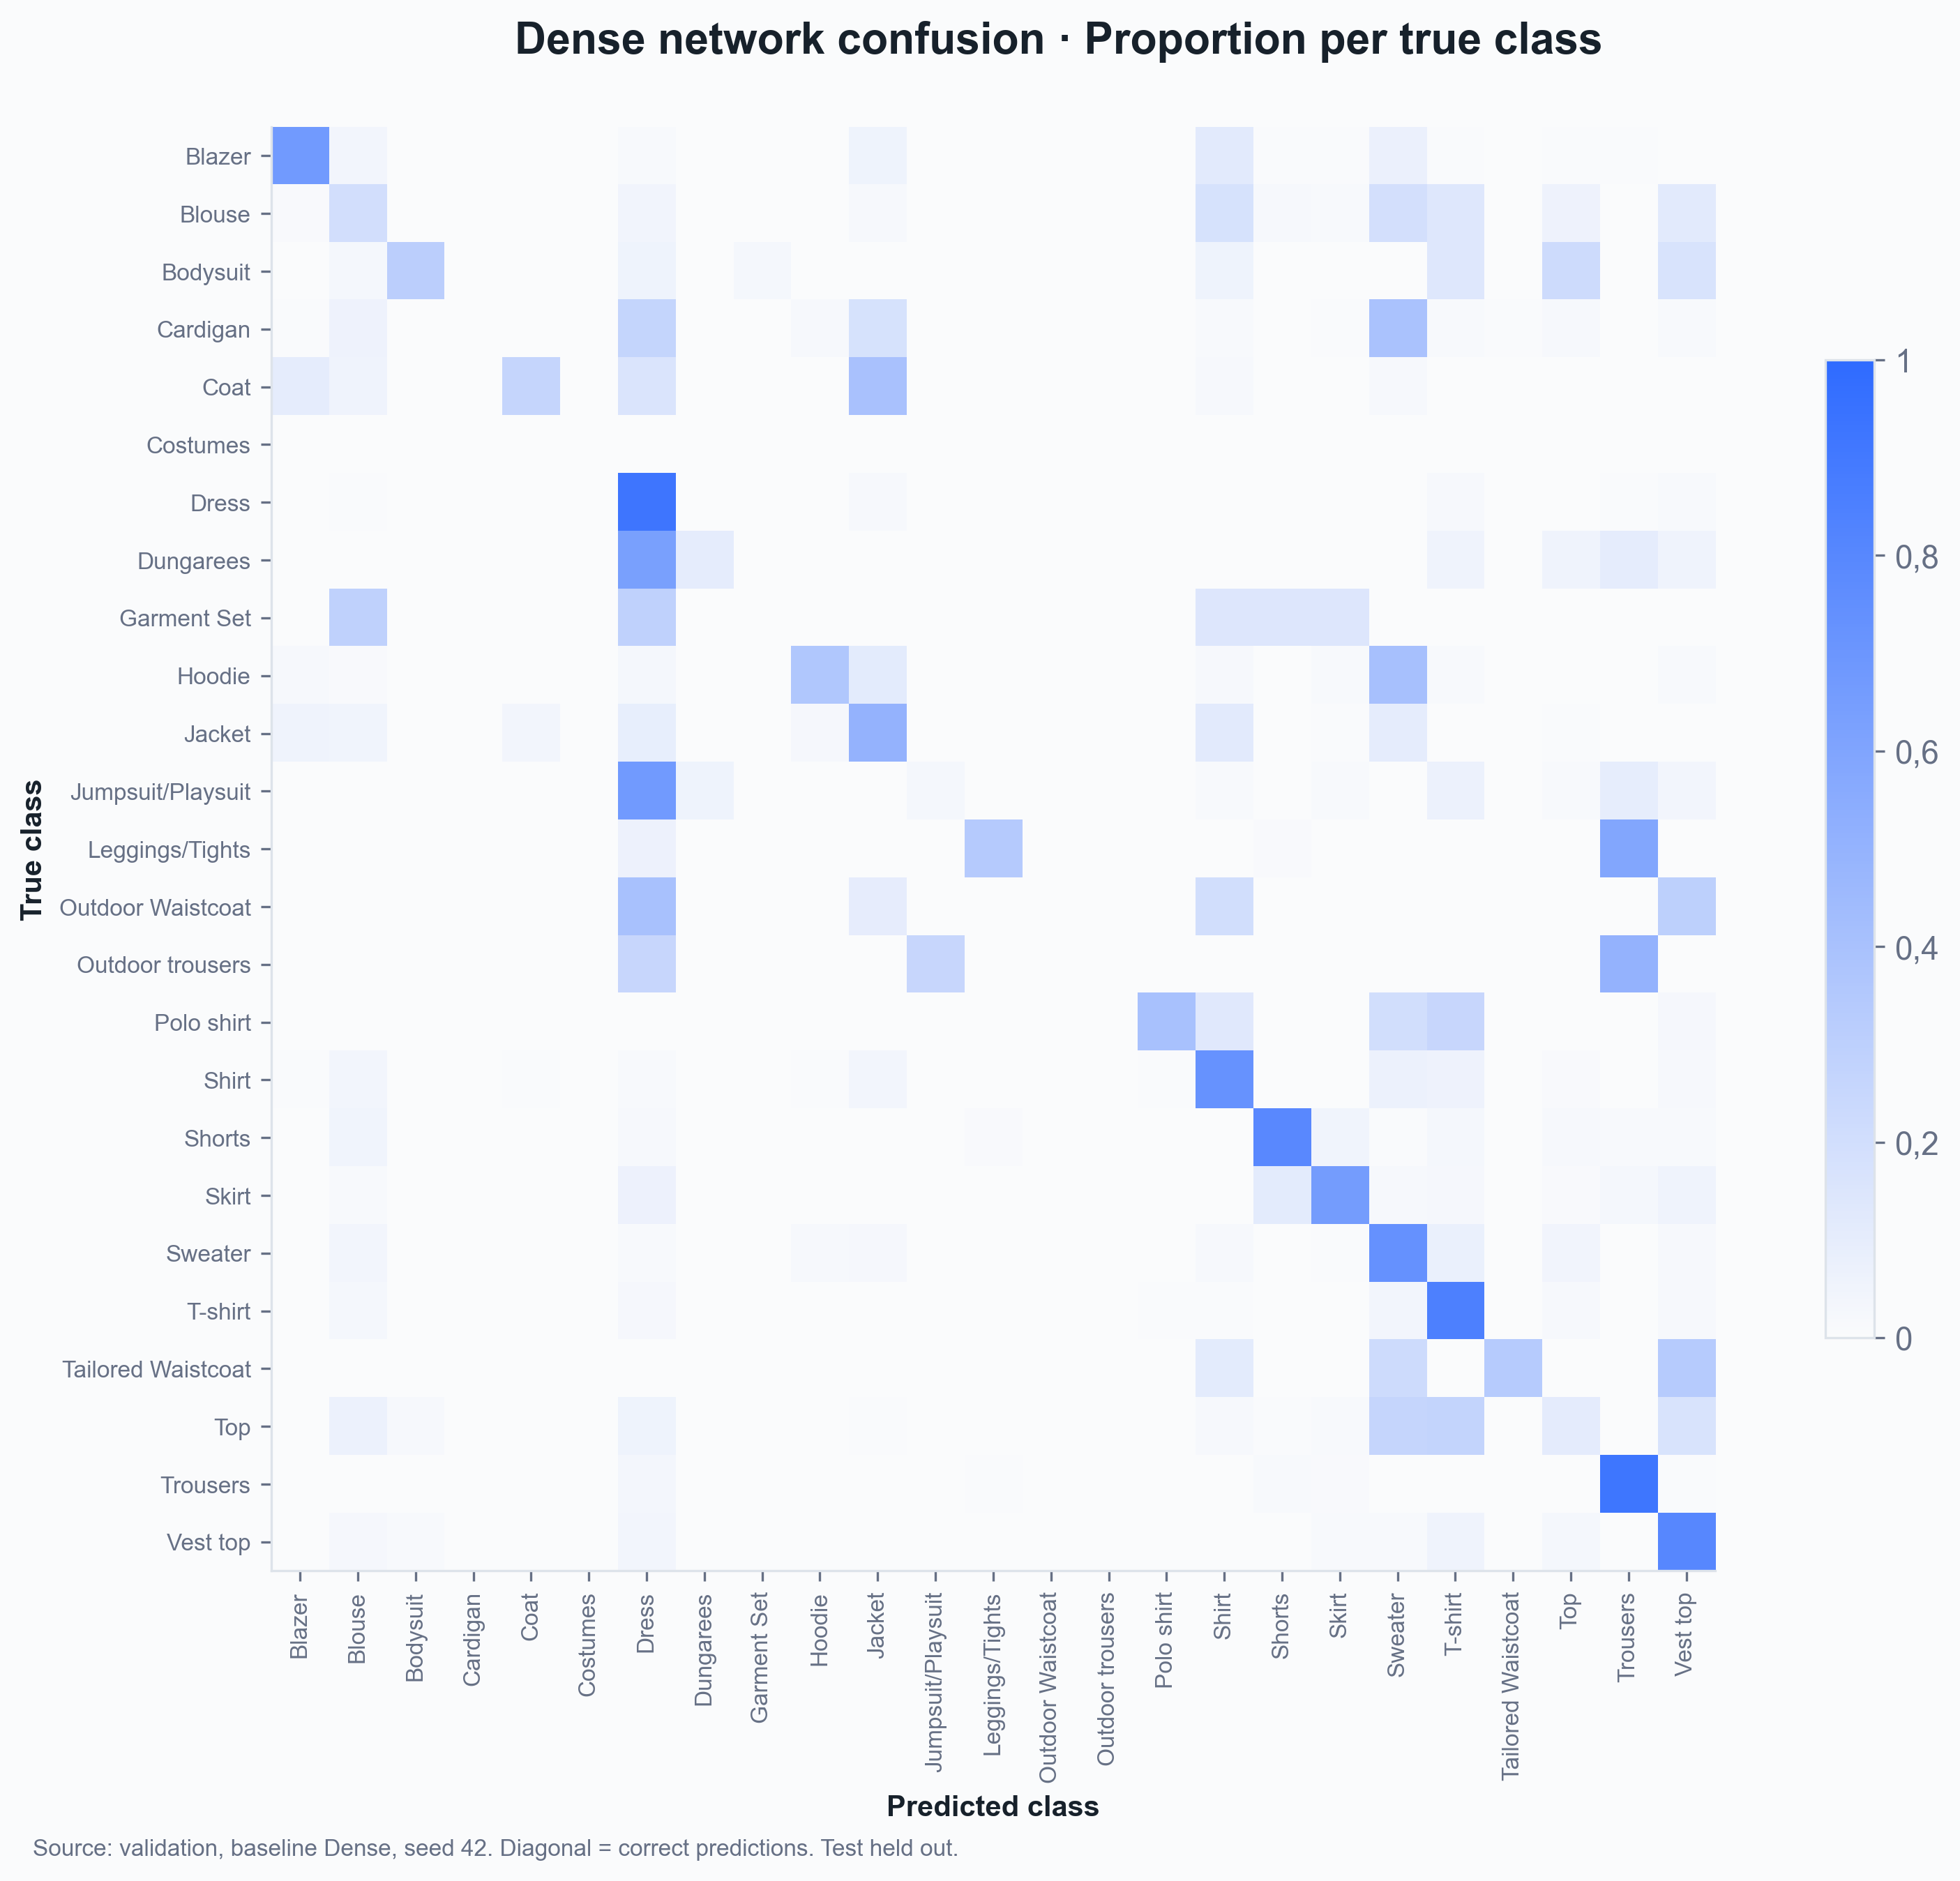 Dense network confusion · Proportion per true class
Blazer
Blouse
Bodysuit
Cardigan
Coat
Costumes
Dress
Dungarees
Garment Set
Hoodie
Jacket
Jumpsuit/Playsuit
Leggings/Tights
Outdoor Waistcoat
Outdoor trousers
Polo shirt
Shirt
Shorts
Skirt
Sweater
T-shirt
Tailored Waistcoat
Top
Trousers
Vest top
True class
1
0,8
0,6
0,4
0,2
0
Blazer
Blouse
Bodysuit
Cardigan
Coat
Costumes
Dress
Dungarees
Garment Set
Hoodie
Jacket
Jumpsuit/Playsuit
Leggings/Tights
Outdoor Waistcoat
Outdoor trousers
Polo shirt
Shirt
Shorts
Skirt
Sweater
T-shirt
Tailored Waistcoat
Top
Trousers
Vest top
Predicted class
Source: validation, baseline Dense, seed 42. Diagonal = correct predictions. Test held out.